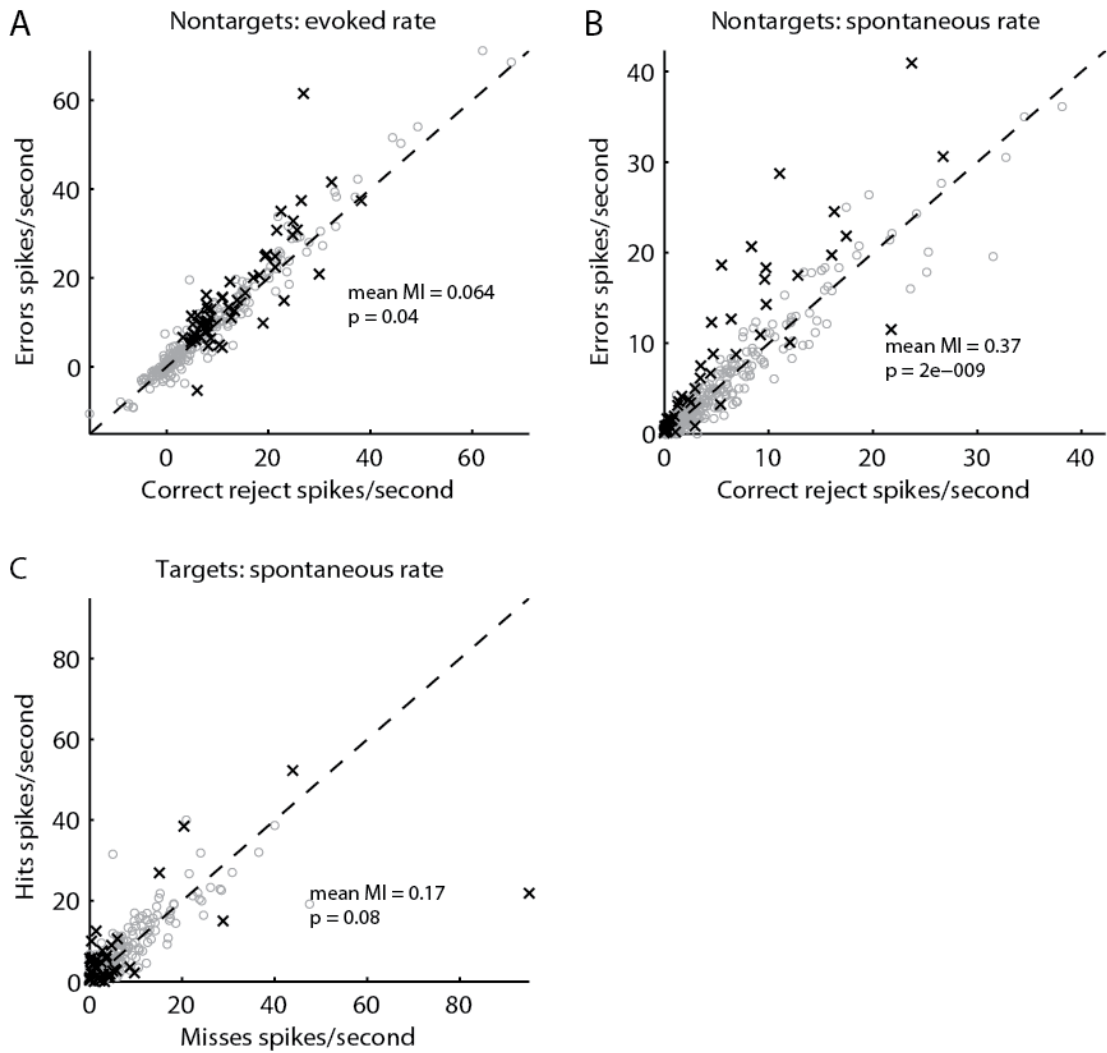 A
Nontargets: evoked rate
Errors spikes/second
60
40
20
0
mean MI = 0.064
p = 0.04
0 20 40 60
Correct reject spikes/second
B
Nontargets: spontaneous rate
Errors spikes/second
40
30
20
10
0
mean MI = 0.37
p = 2e−009
0 10 20 30 40
Correct reject spikes/second
C
Targets: spontaneous rate
Hits spikes/second
80
60
40
20
0
mean MI = 0.17
p = 0.08
0 20 40 60 80
Misses spikes/second